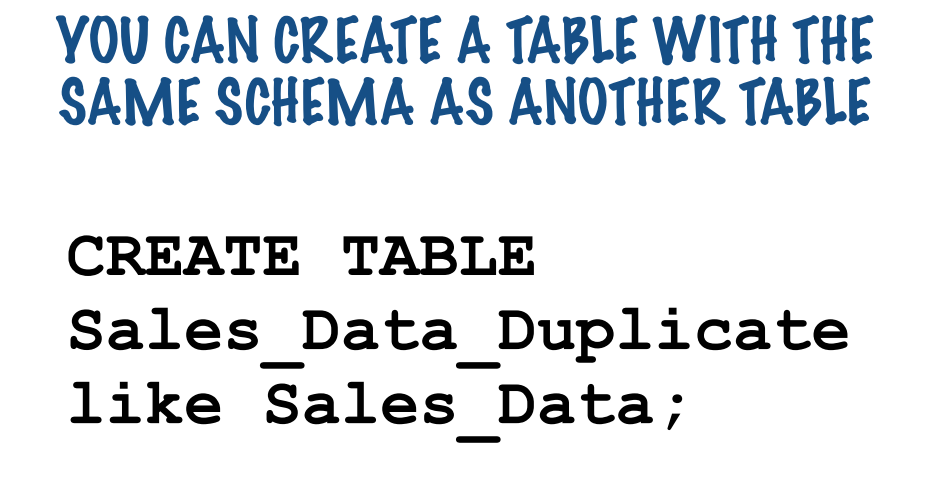 YOU CAN CREATE A TABLE WITH THE
SAME SCHEMA AS ANOTHER TABLE
CREATE TABLE
Sales_Data_Duplicate
like Sales_Data;